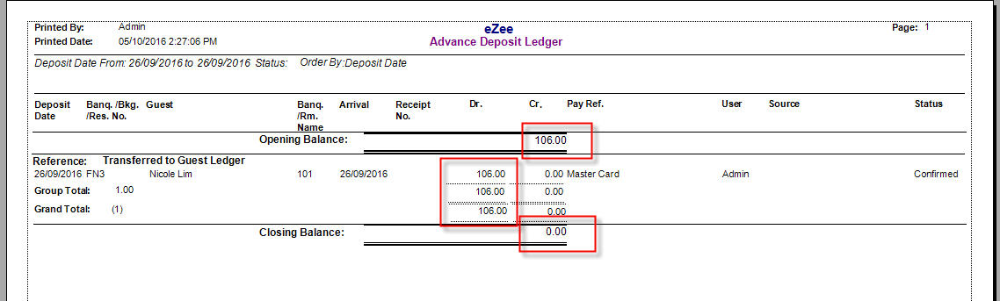 Printed By: Admin eZee Page: 1
Printed Date: 05/10/2016 2:27:06 PM Advance Deposit Ledger
Deposit Date From: 26/09/2016 to 26/09/2016 Status: Order By:Deposit Date
Deposit Banq. /Bkg. Guest Banq. Arrival Receipt Dr. Cr. Pay Ref. User Source Status
Date /Res. No. /Rm. No.
Name
Opening Balance: 106.00
Reference: Transferred to Guest Ledger
26/09/2016 FN3 Nicole Lim 101 26/09/2016 106.00 0.00 Master Card Admin Confirmed
Group Total: 1.00 106.00 0.00
Grand Total: (1) 106.00 0.00
Closing Balance: 0.00